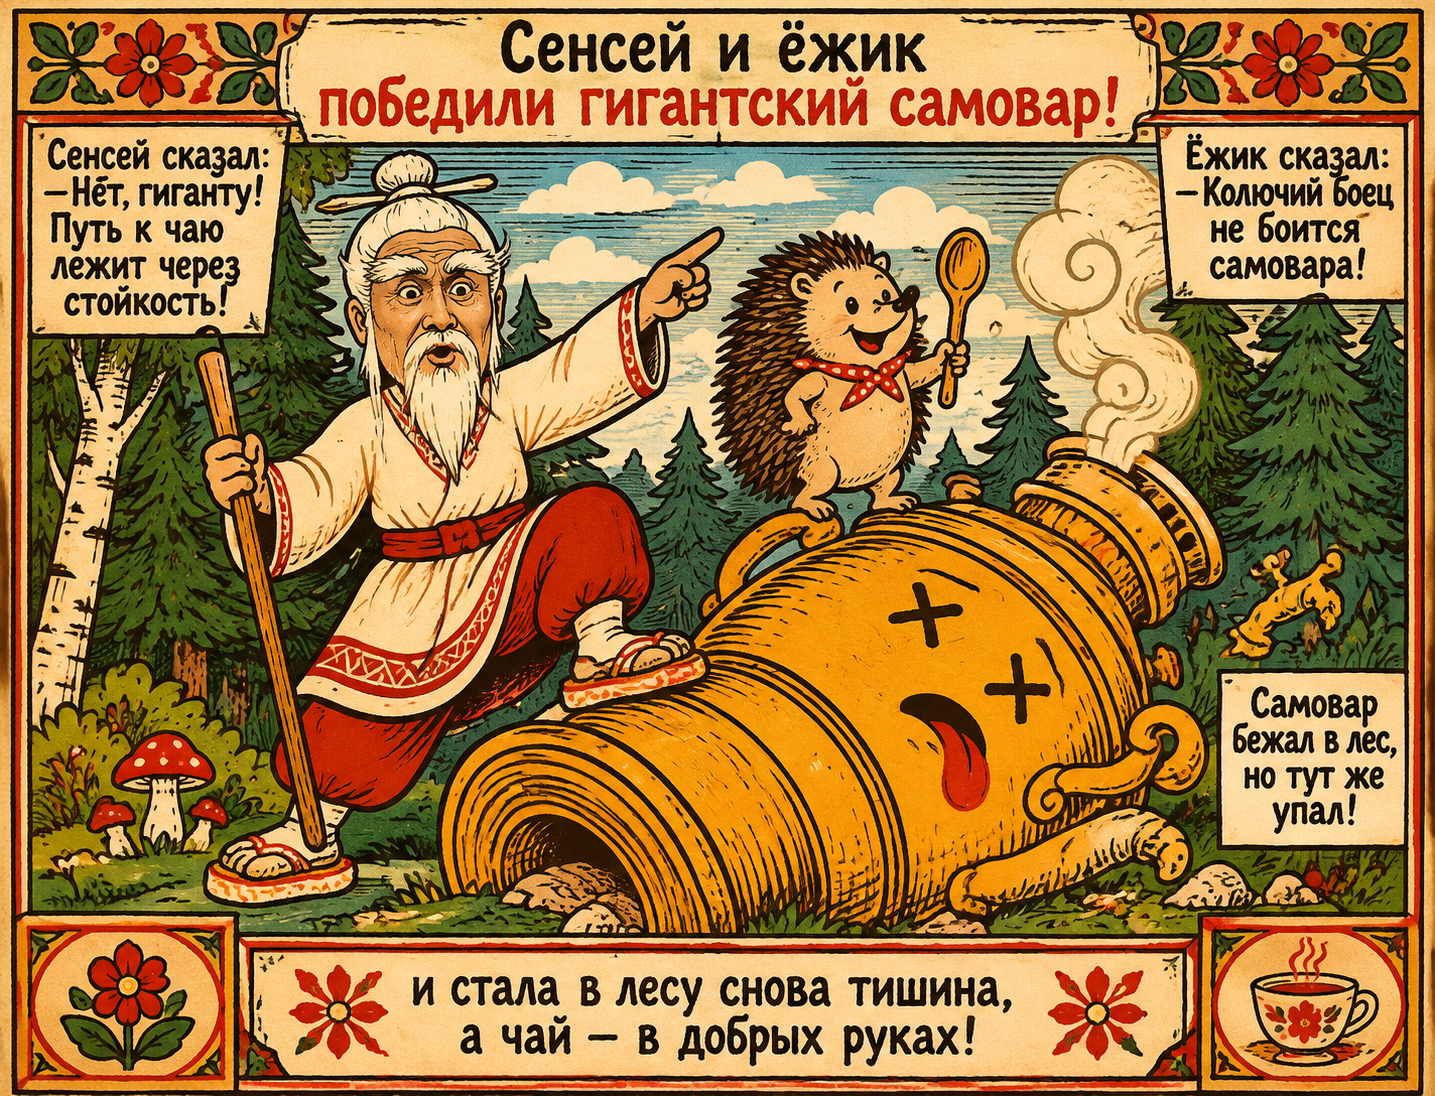 Сенсей и ёжик
победили гигантский самовар!
Сенсей сказал:
— Нет, гиганту!
Путь к чаю
лежит через
стойкость!
Ёжик сказал:
— Колючий боец
не боится
самовара!
Самовар
бежал в лес,
но тут же
упал!
и стала в лесу снова тишина,
а чай — в добрых руках!